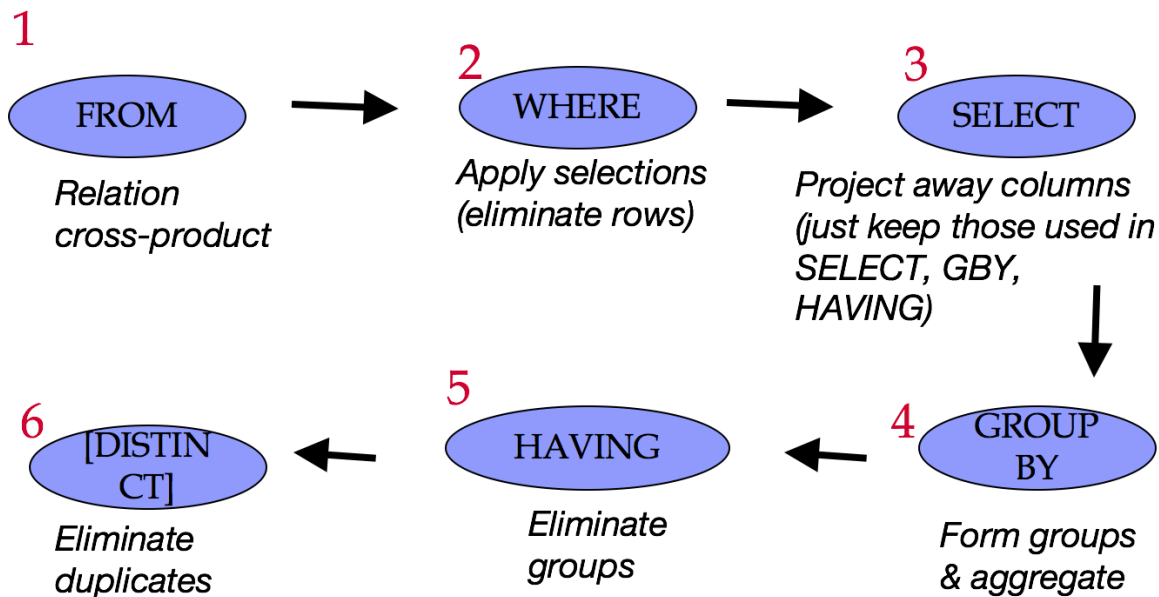 1
FROM
Relation
cross-product
2
WHERE
Apply selections
(eliminate rows)
3
SELECT
Project away columns
(just keep those used in
SELECT, GBY,
HAVING)
4
GROUP
BY
Form groups
& aggregate
5
HAVING
Eliminate
groups
6
[DISTIN
CT]
Eliminate
duplicates